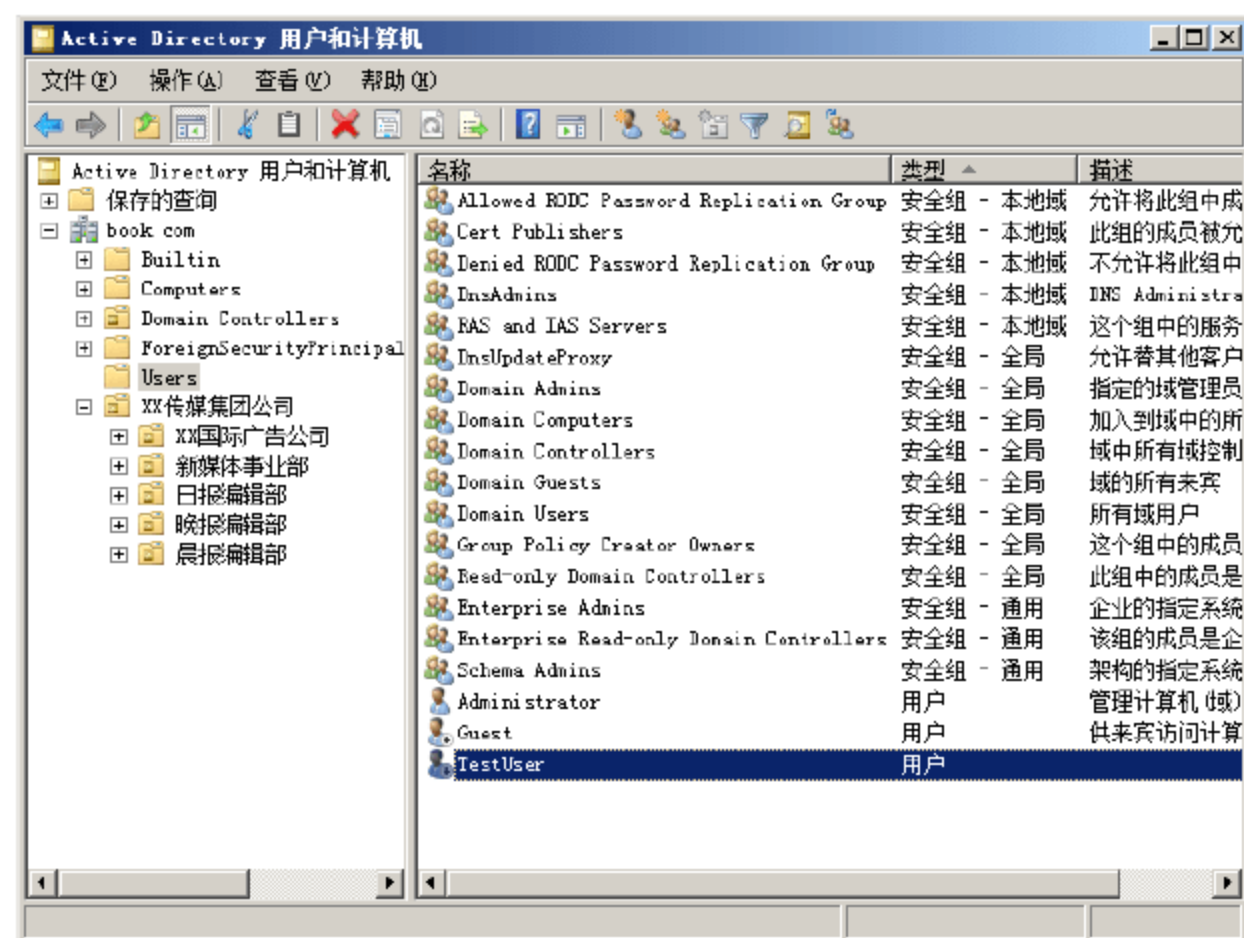 Active Directory 用户和计算机
文件(F) 操作(A) 查看(V) 帮助(H)
Active Directory 用户和计算机
保存的查询
book com
Builtin
Computers
Domain Controllers
ForeignSecurityPrincipal
Users
XX传媒集团公司
XX国际广告公司
新媒体事业部
日报编辑部
晚报编辑部
晨报编辑部
名称 类型 描述
Allowed RODC Password Replication Group 安全组 - 本地域 允许将此组中成
Cert Publishers 安全组 - 本地域 此组的成员被允
Denied RODC Password Replication Group 安全组 - 本地域 不允许将此组中
DnsAdmins 安全组 - 本地域 DNS Administra
RAS and IAS Servers 安全组 - 本地域 这个组中的服务
DnsUpdateProxy 安全组 - 全局 允许替其他客户
Domain Admins 安全组 - 全局 指定的域管理员
Domain Computers 安全组 - 全局 加入到域中的所
Domain Controllers 安全组 - 全局 域中所有域控制
Domain Guests 安全组 - 全局 域的所有来宾
Domain Users 安全组 - 全局 所有域用户
Group Policy Creator Owners 安全组 - 全局 这个组中的成员
Read-only Domain Controllers 安全组 - 全局 此组中的成员是
Enterprise Admins 安全组 - 通用 企业的指定系统
Enterprise Read-only Domain Controllers 安全组 - 通用 该组的成员是企
Schema Admins 安全组 - 通用 架构的指定系统
Administrator 用户 管理计算机(域)
Guest 用户 供来宾访问计算
TestUser 用户